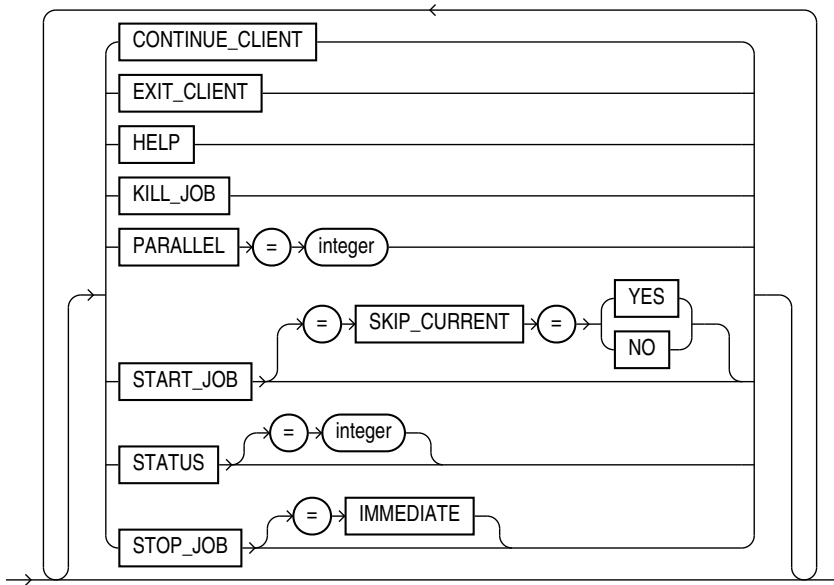 CONTINUE_CLIENT
EXIT_CLIENT
HELP
KILL_JOB
PARALLEL = integer
YES
= SKIP_CURRENT =
NO
START_JOB
= integer
STATUS
= IMMEDIATE
STOP_JOB